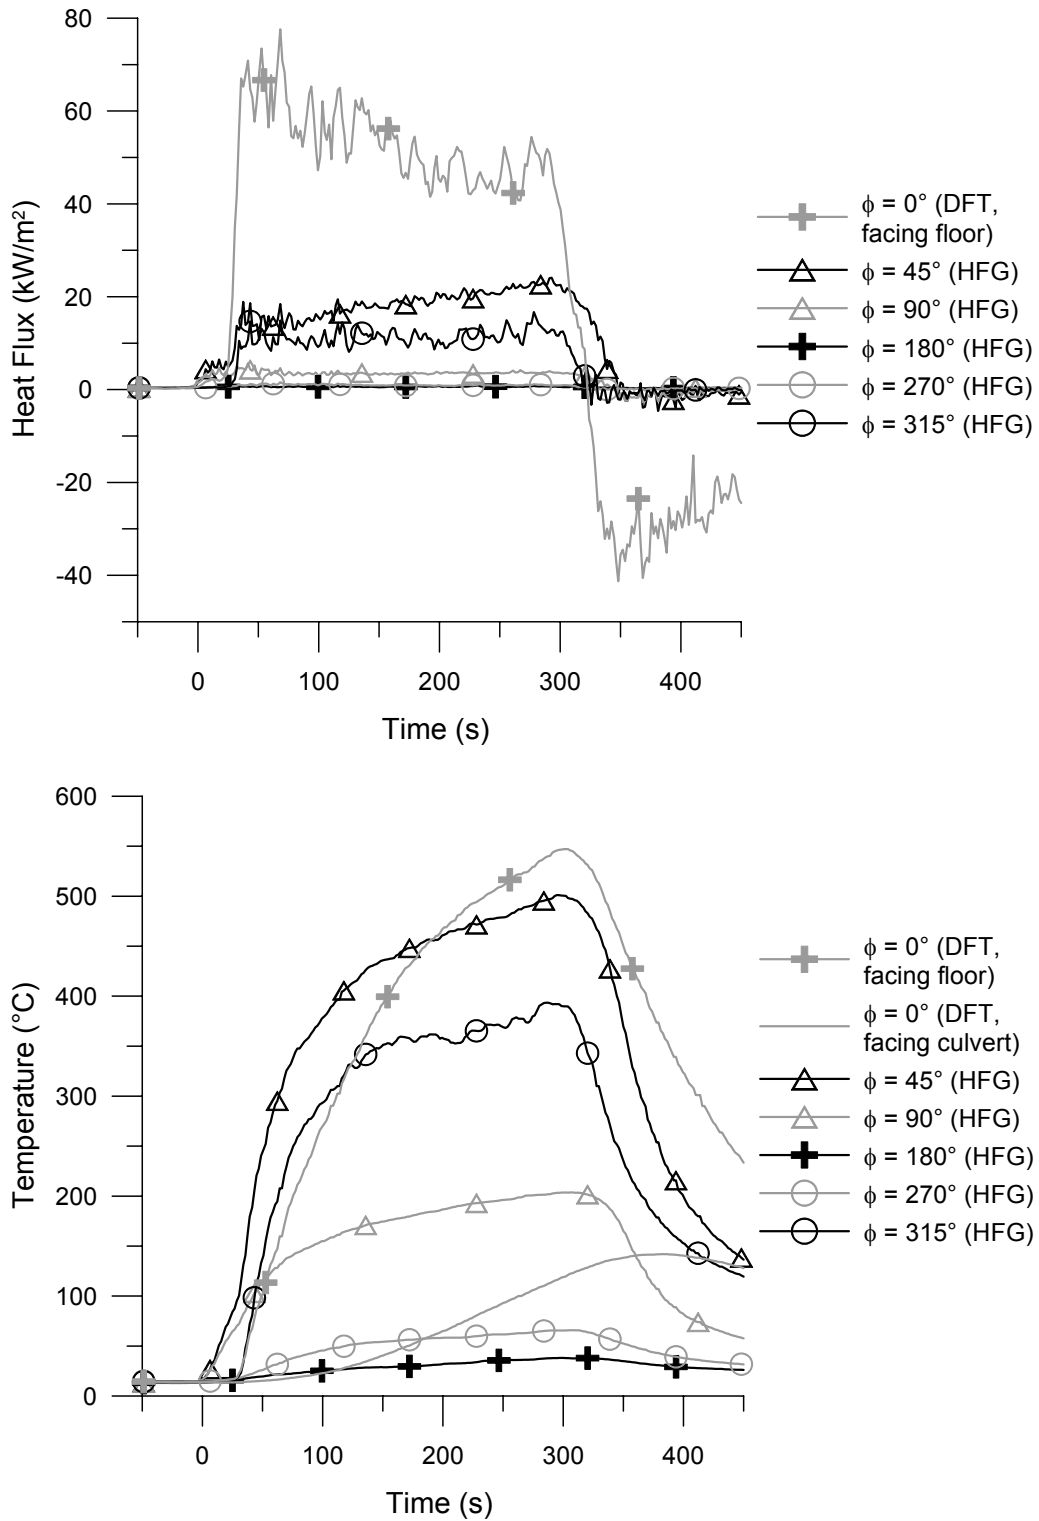 80
60
40
20
0
-20
-40
Heat Flux (kW/m²)
0
100
200
300
400
Time (s)
ϕ = 0° (DFT,
facing floor)
ϕ = 45° (HFG)
ϕ = 90° (HFG)
ϕ = 180° (HFG)
ϕ = 270° (HFG)
ϕ = 315° (HFG)
600
500
400
300
200
100
0
Temperature (°C)
0
100
200
300
400
Time (s)
ϕ = 0° (DFT,
facing floor)
ϕ = 0° (DFT,
facing culvert)
ϕ = 45° (HFG)
ϕ = 90° (HFG)
ϕ = 180° (HFG)
ϕ = 270° (HFG)
ϕ = 315° (HFG)